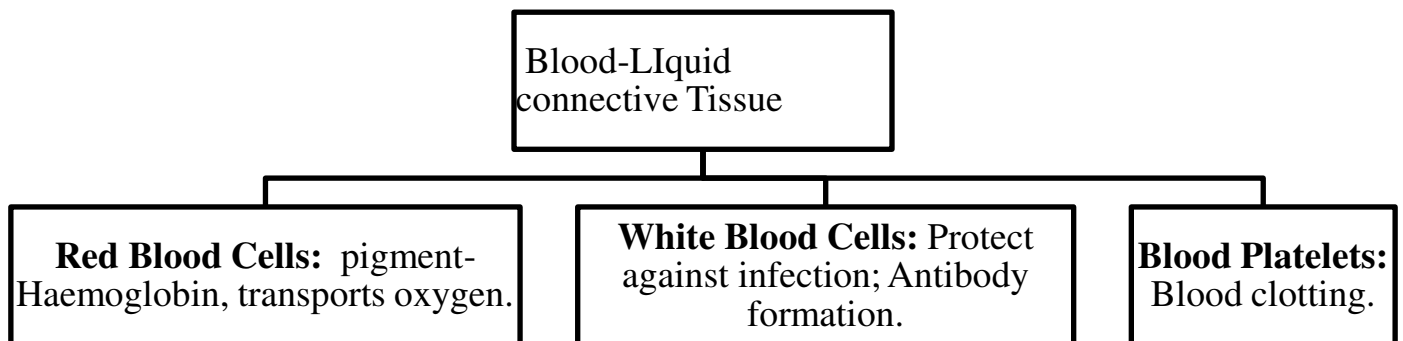 Blood-LIquid
connective Tissue
Red Blood Cells: pigment-
Haemoglobin, transports oxygen.
White Blood Cells: Protect
against infection; Antibody
formation.
Blood Platelets:
Blood clotting.